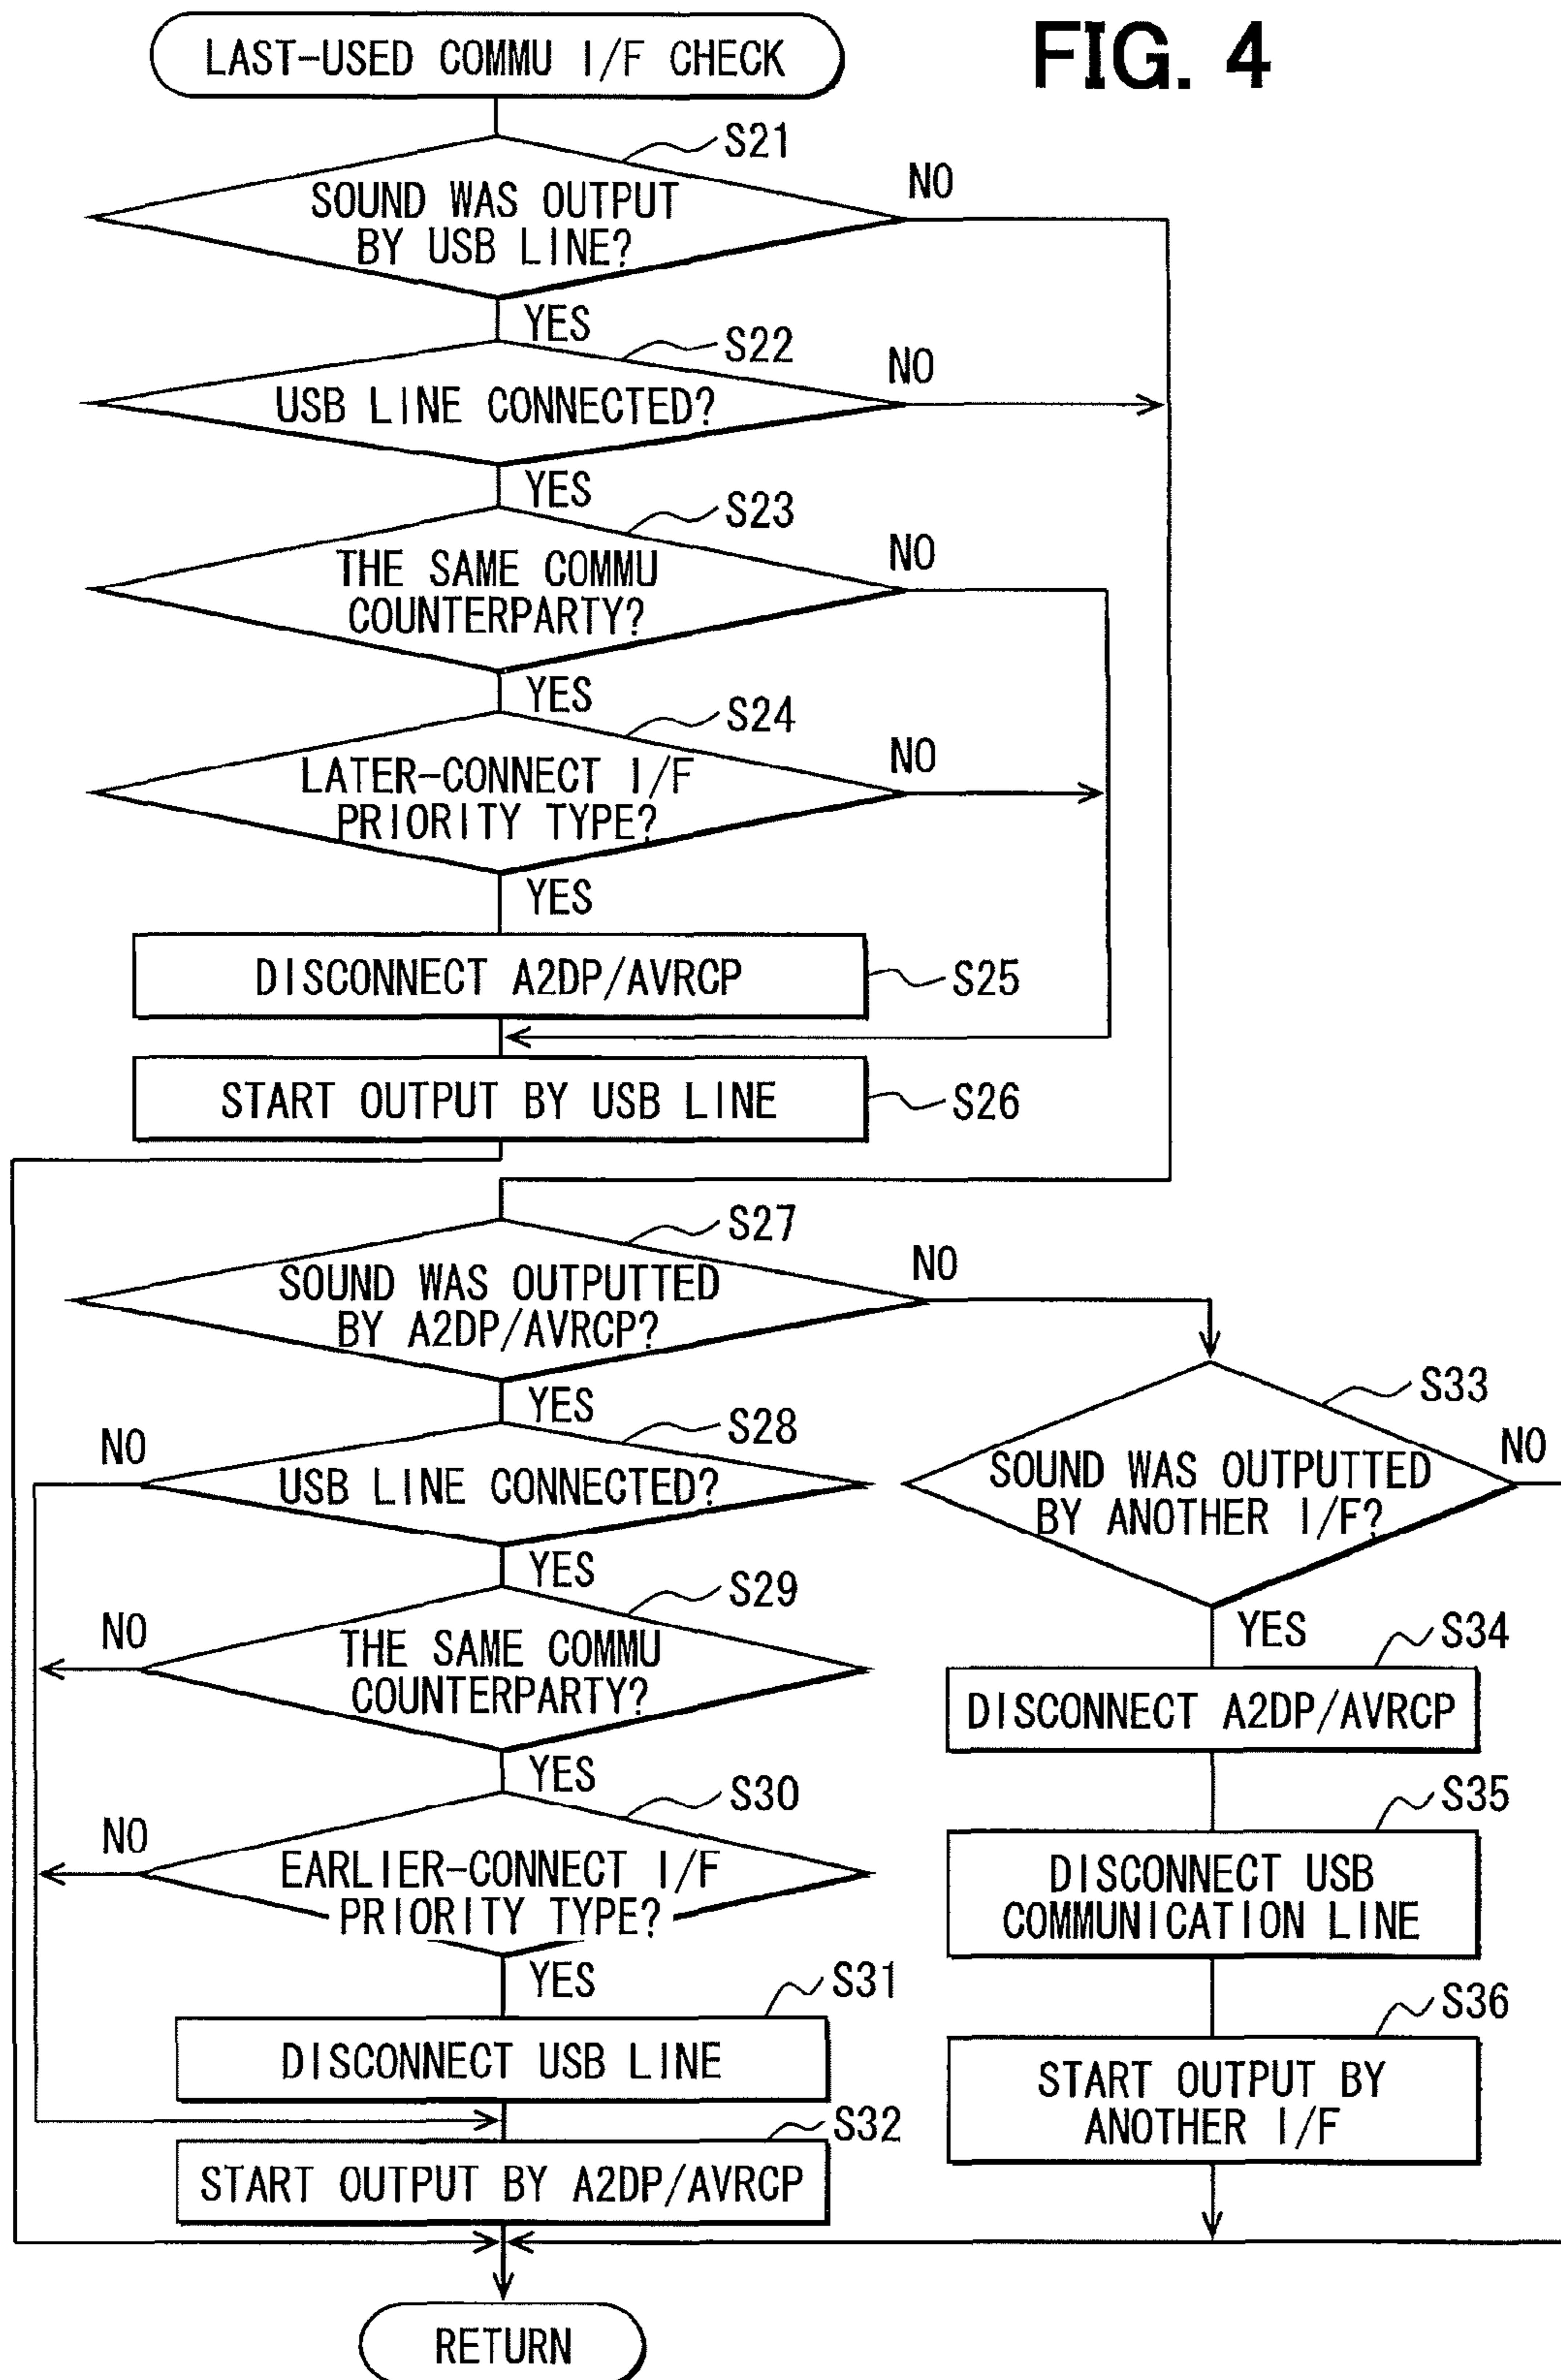 FIG. 4
LAST-USED COMMU I/F CHECK
S21
SOUND WAS OUTPUT
BY USB LINE?
NO
YES
S22
USB LINE CONNECTED?
NO
YES
S23
THE SAME COMMU
COUNTERPARTY?
NO
YES
S24
LATER-CONNECT I/F
PRIORITY TYPE?
NO
YES
DISCONNECT A2DP/AVRCP
S25
START OUTPUT BY USB LINE
S26
S27
SOUND WAS OUTPUTTED
BY A2DP/AVRCP?
NO
YES
S28
USB LINE CONNECTED?
NO
YES
S29
THE SAME COMMU
COUNTERPARTY?
NO
YES
S30
EARLIER-CONNECT I/F
PRIORITY TYPE?
NO
YES
S31
DISCONNECT USB LINE
S32
START OUTPUT BY A2DP/AVRCP
S33
SOUND WAS OUTPUTTED
BY ANOTHER I/F?
NO
YES
S34
DISCONNECT A2DP/AVRCP
S35
DISCONNECT USB
COMMUNICATION LINE
S36
START OUTPUT BY
ANOTHER I/F
RETURN